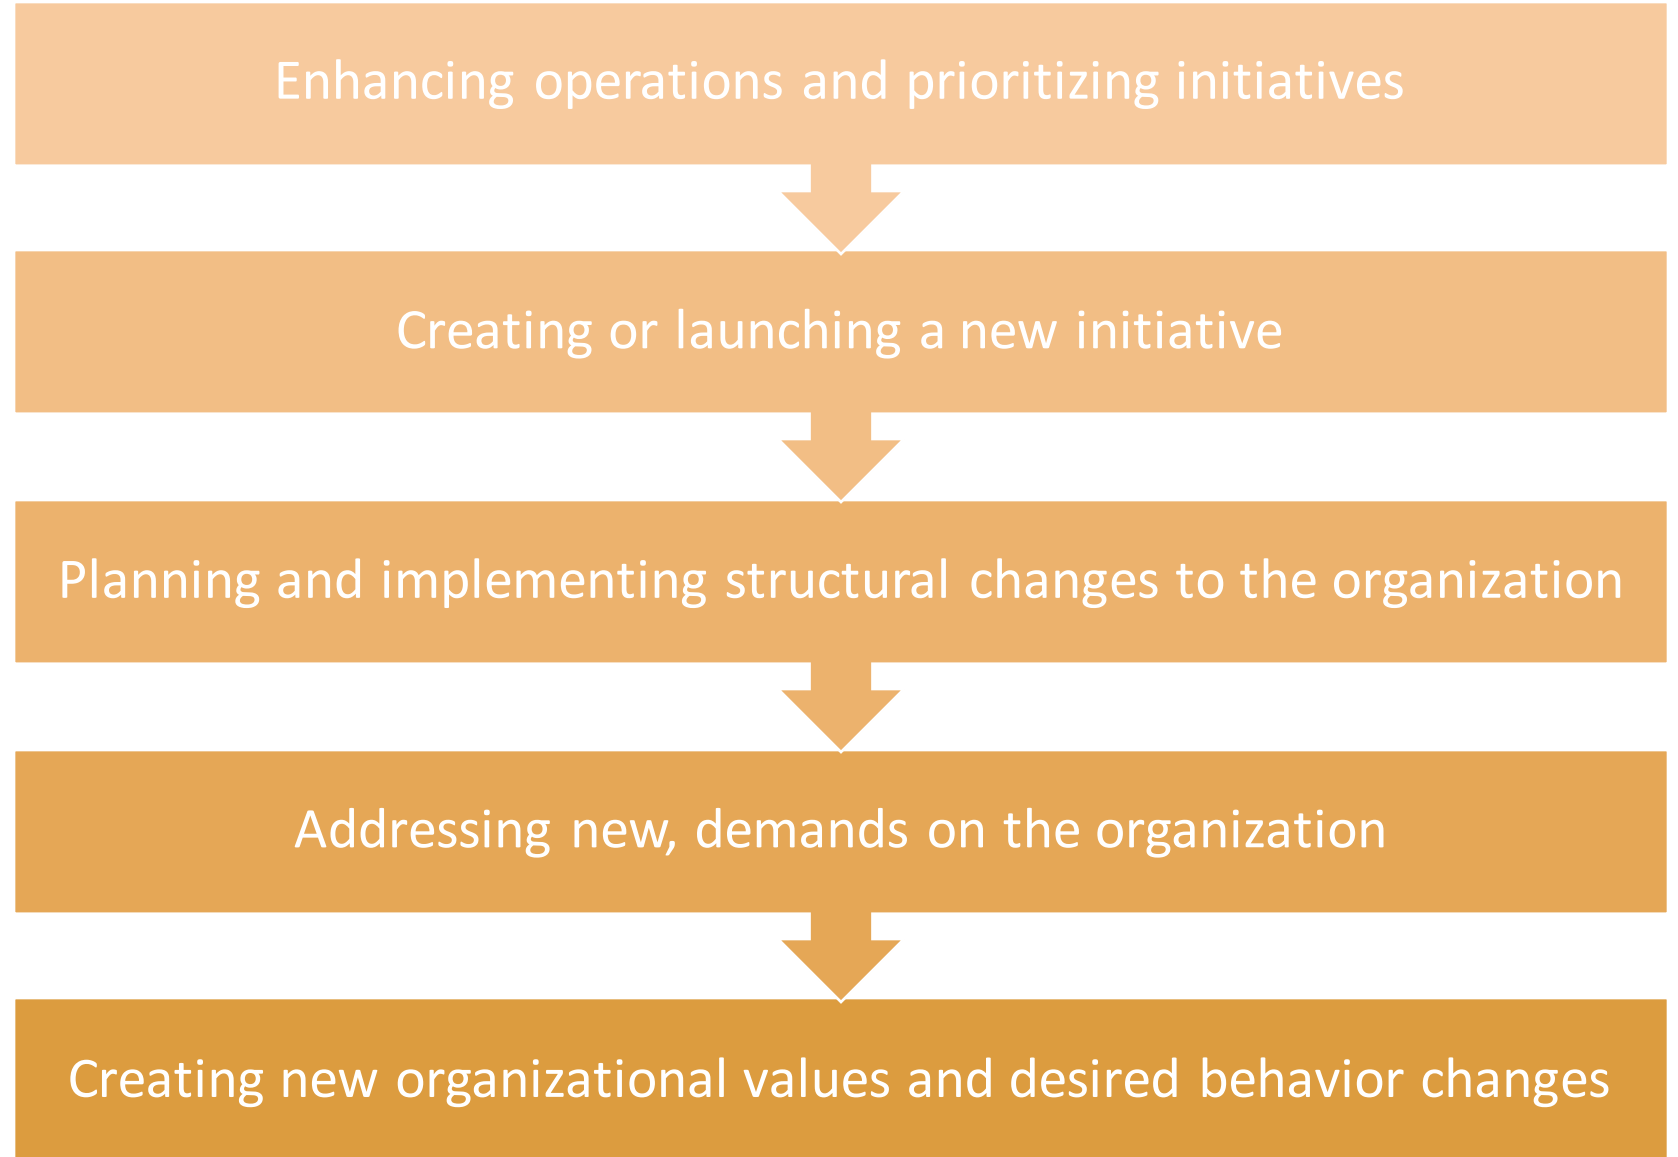 Enhancing operations and prioritizing initiatives
Creating or launching a new initiative
Planning and implementing structural changes to the organization
Addressing new, demands on the organization
Creating new organizational values and desired behavior changes